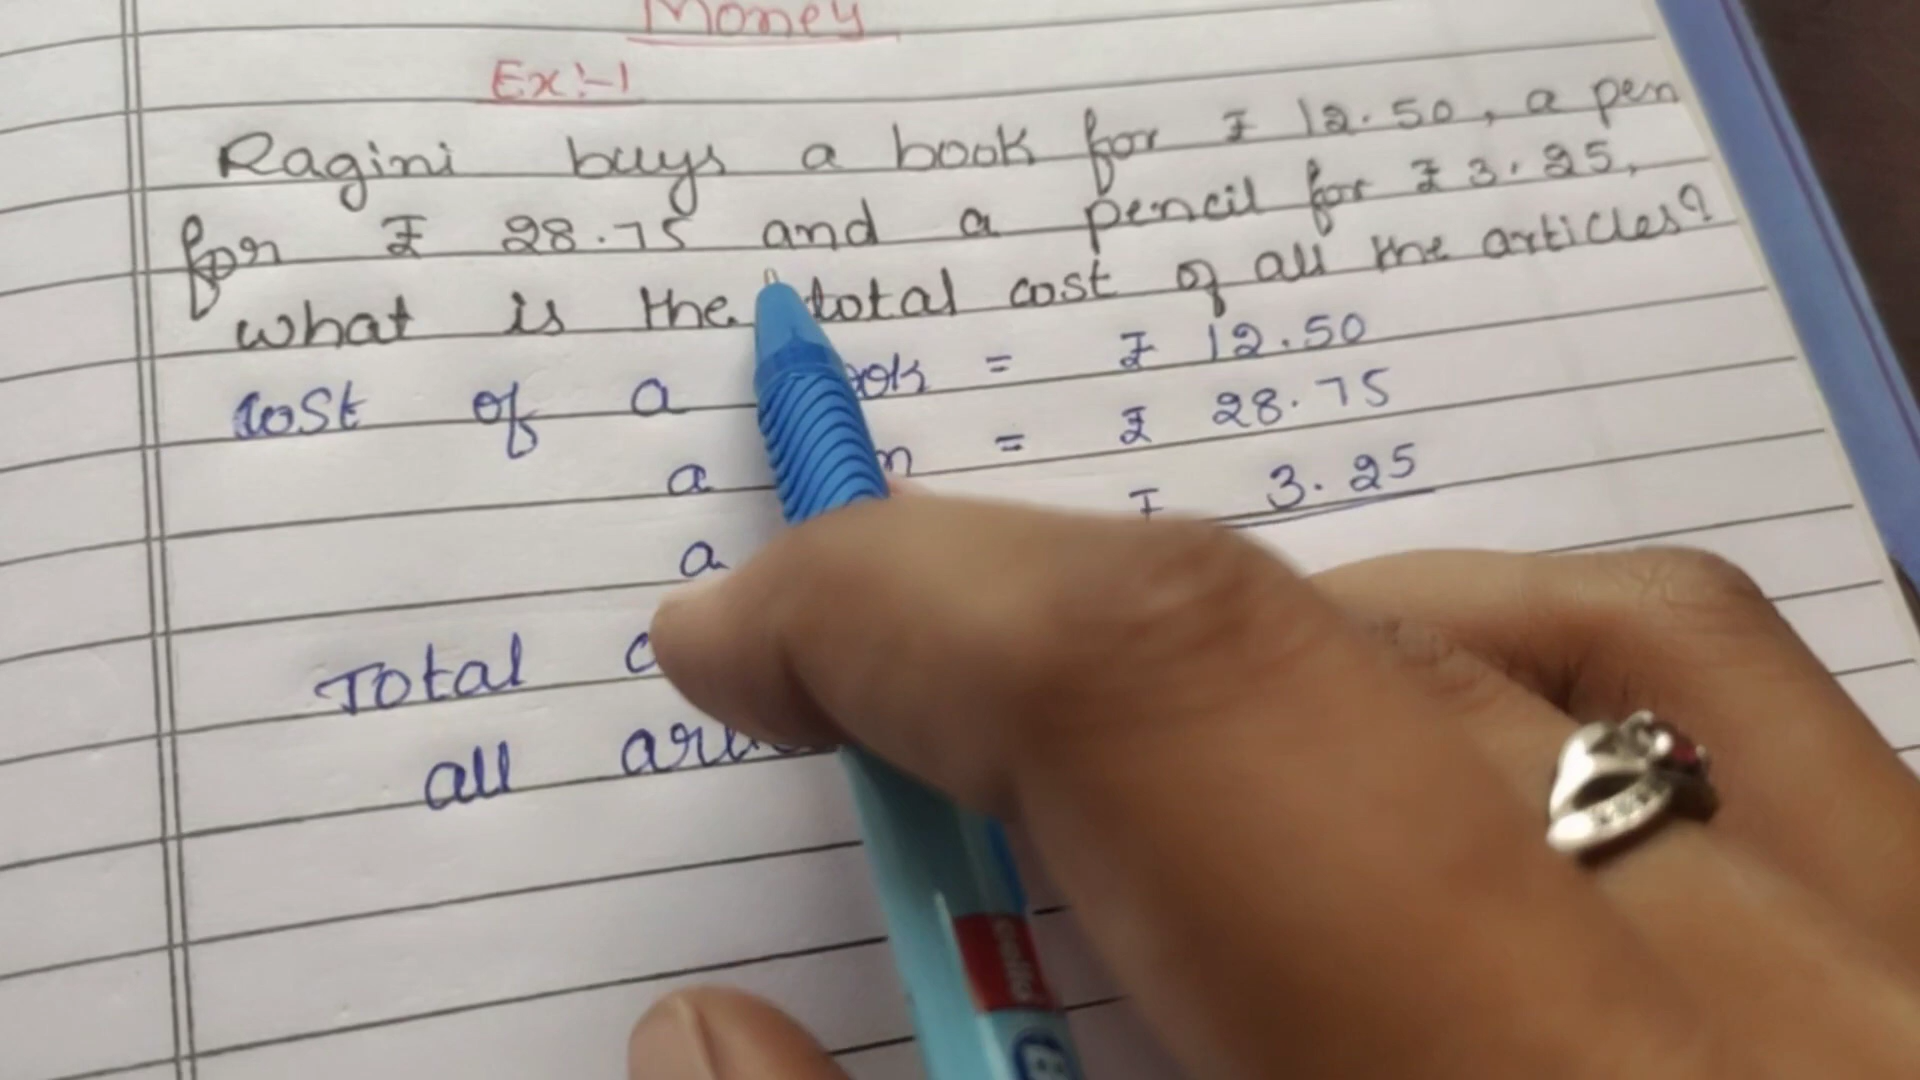 Money
Ex:-1
Ragini buys a book for ₹ 12.50, a pen
for ₹ 28.75 and a pencil for ₹ 3.25,
what is the total cost of all the articles?
cost of a ook = ₹ 12.50
a n = ₹ 28.75
a ₹ 3.25
Total
all